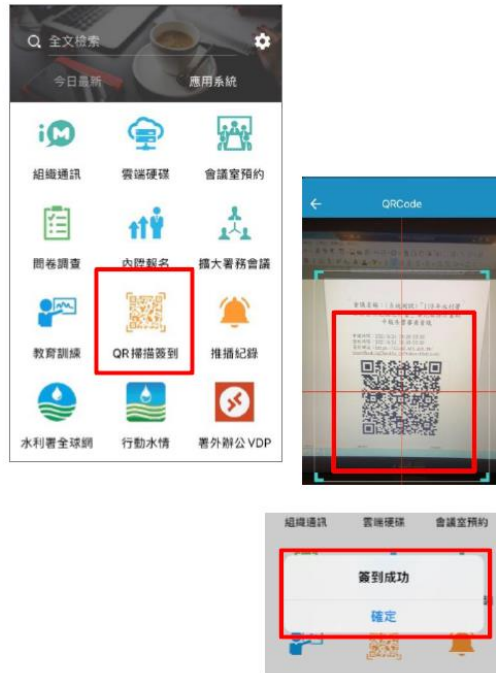 全文檢索
今日最新 應用系統
iM
組織通訊 雲端硬碟 會議室預約
問卷調查 內陞報名 擴大署務會議
教育訓練 QR掃描簽到 推播紀錄
水利署全球網 行動水情 署外辦公VDP
QRCode
組織通訊 雲端硬碟 會議室預約
簽到成功
確定